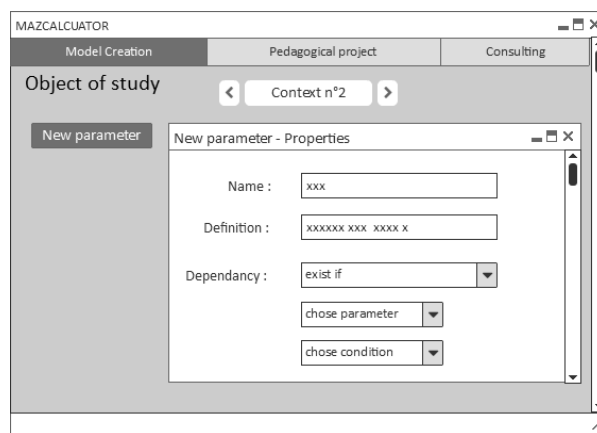 MAZCALCUATOR
Model Creation Pedagogical project Consulting
Object of study
Context n°2
New parameter
New parameter - Properties
Name : xxx
Definition : xxxxxx xxx xxxx x
Dependancy : exist if
chose parameter
chose condition